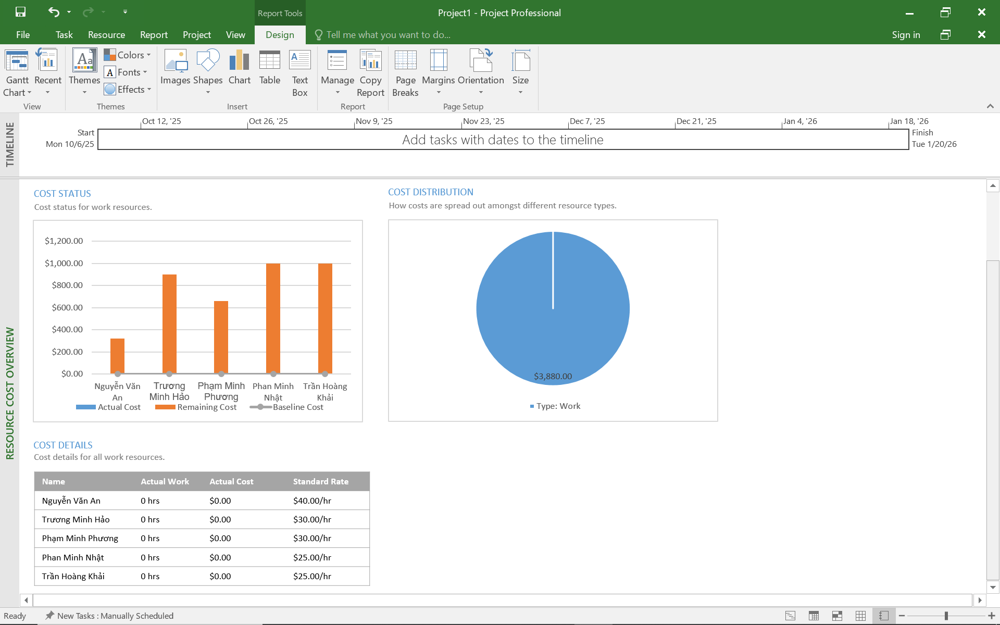 Report Tools
Project1 - Project Professional
File Task Resource Report Project View Design Tell me what you want to do... Sign in
Gantt Chart
Recent
View
Themes
Colors
Fonts
Effects
Themes
Images
Shapes
Chart
Table
Text Box
Insert
Manage
Copy Report
Report
Page Breaks
Margins
Orientation
Size
Page Setup
TIMELINE
Oct 12, '25 Oct 26, '25 Nov 9, '25 Nov 23, '25 Dec 7, '25 Dec 21, '25 Jan 4, '26 Jan 18, '26
Start
Mon 10/6/25
Add tasks with dates to the timeline
Finish
Tue 1/20/26
RESOURCE COST OVERVIEW
COST STATUS
Cost status for work resources.
$1,200.00
$1,000.00
$800.00
$600.00
$400.00
$200.00
$0.00
Nguyễn Văn An
Trương Minh Hảo
Phạm Minh Phương
Phan Minh Nhật
Trần Hoàng Khải
Actual Cost Remaining Cost Baseline Cost
COST DISTRIBUTION
How costs are spread out amongst different resource types.
$3,880.00
Type: Work
COST DETAILS
Cost details for all work resources.
Name Actual Work Actual Cost Standard Rate
Nguyễn Văn An 0 hrs $0.00 $40.00/hr
Trương Minh Hảo 0 hrs $0.00 $30.00/hr
Phạm Minh Phương 0 hrs $0.00 $30.00/hr
Phan Minh Nhật 0 hrs $0.00 $25.00/hr
Trần Hoàng Khải 0 hrs $0.00 $25.00/hr
Ready New Tasks : Manually Scheduled